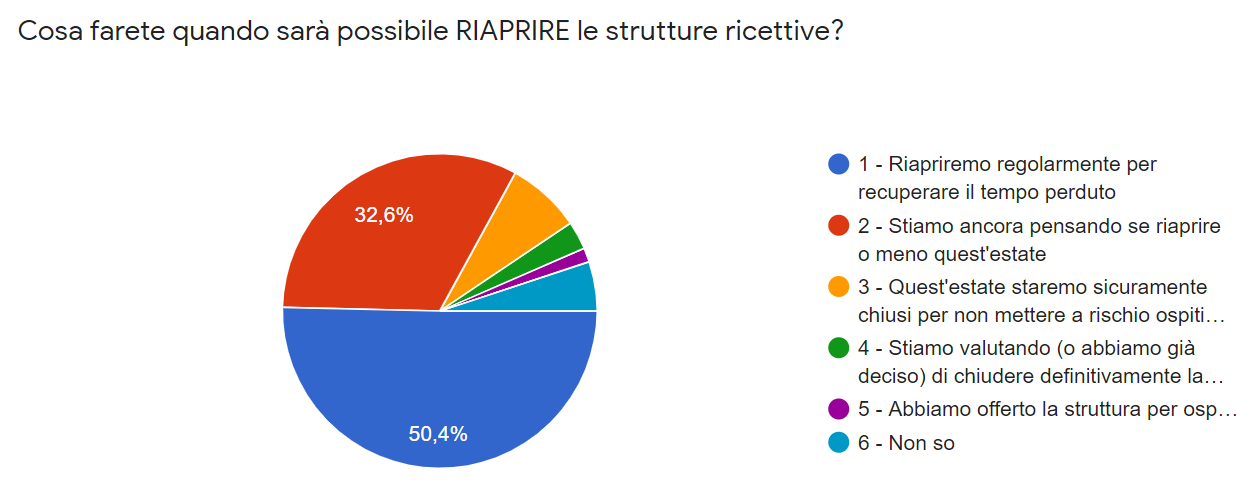 Cosa farete quando sarà possibile RIAPRIRE le strutture ricettive?
32,6%
50,4%
1 - Riapriremo regolarmente per
recuperare il tempo perduto
2 - Stiamo ancora pensando se riaprire
o meno quest'estate
3 - Quest'estate staremo sicuramente
chiusi per non mettere a rischio ospiti…
4 - Stiamo valutando (o abbiamo già
deciso) di chiudere definitivamente la…
5 - Abbiamo offerto la struttura per osp…
6 - Non so